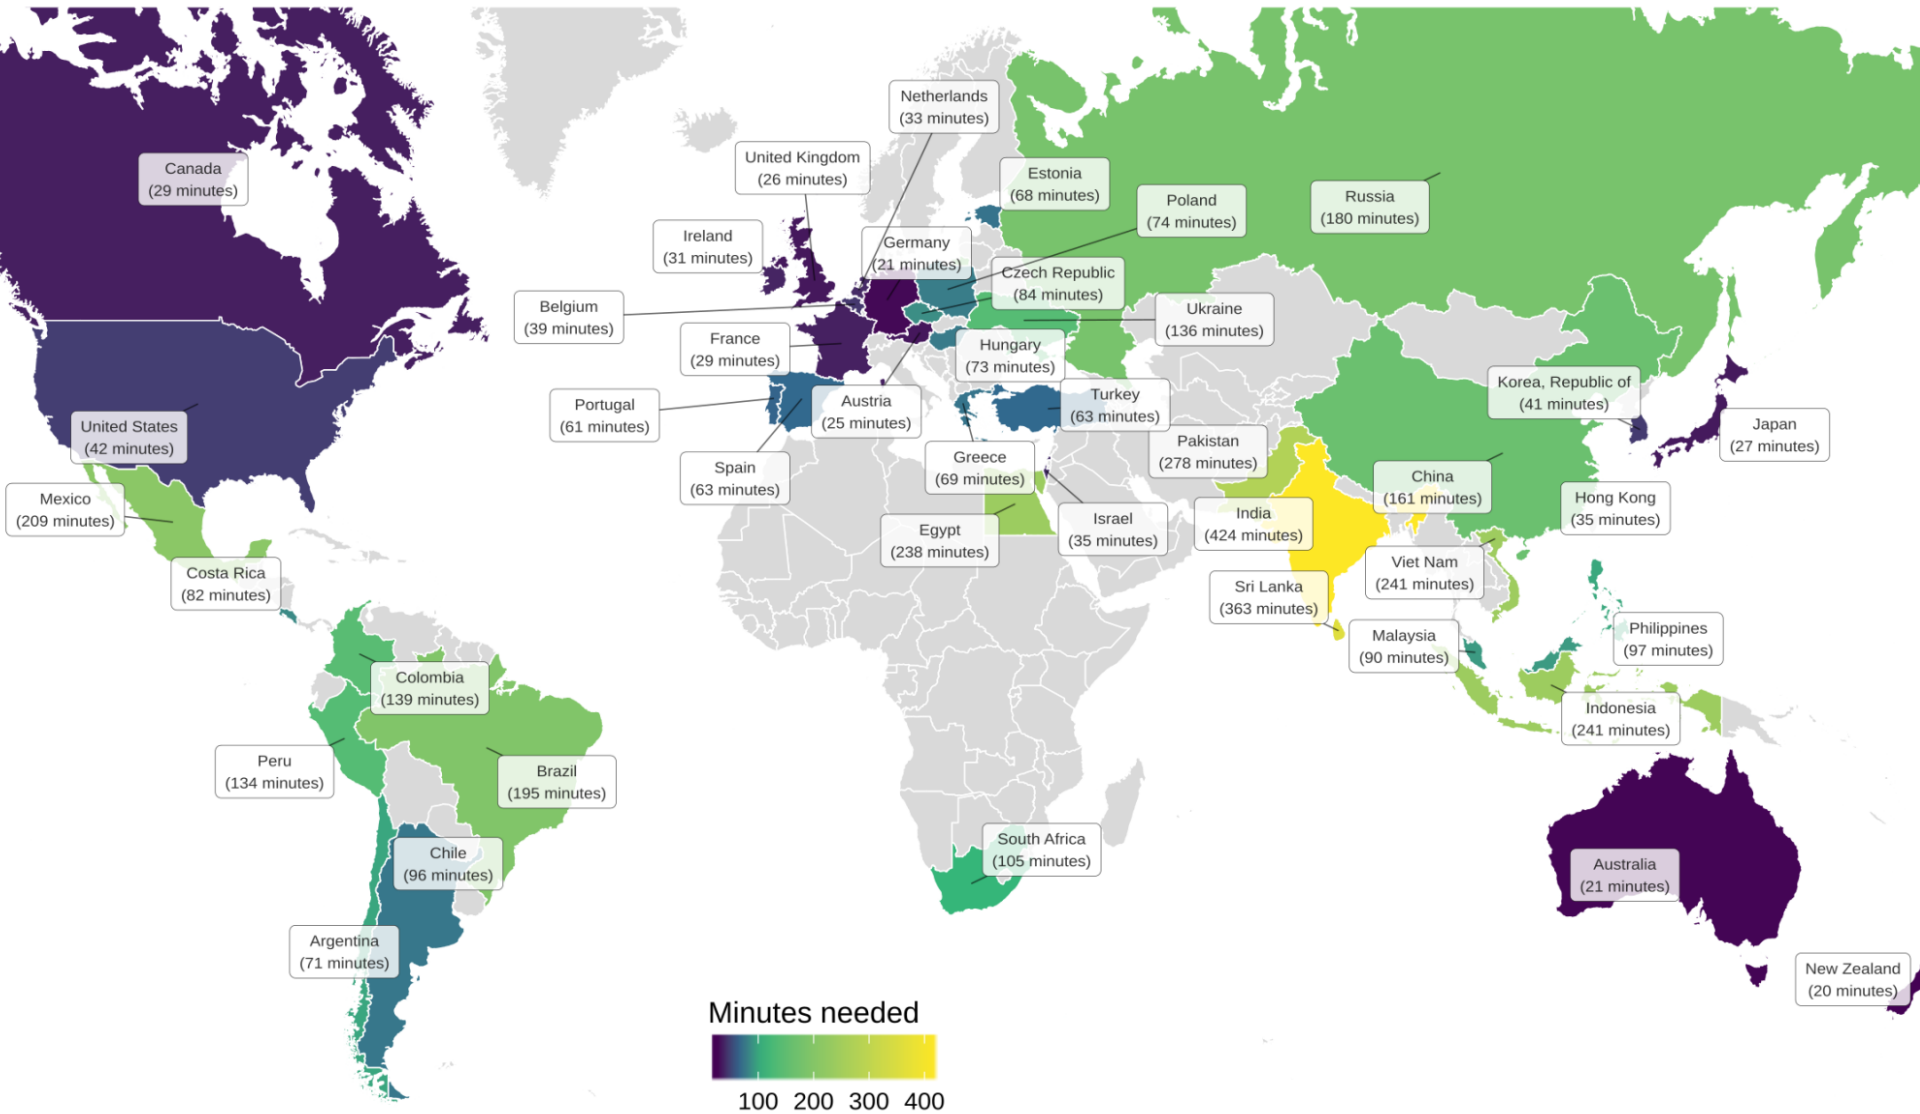 Netherlands
(33 minutes)
United Kingdom
(26 minutes)
Canada
(29 minutes)
Estonia
(68 minutes)
Poland
(74 minutes)
Russia
(180 minutes)
Ireland
(31 minutes)
Germany
(21 minutes)
Czech Republic
(84 minutes)
Belgium
(39 minutes)
Ukraine
(136 minutes)
France
(29 minutes)
Hungary
(73 minutes)
Korea, Republic of
(41 minutes)
Portugal
(61 minutes)
Austria
(25 minutes)
Turkey
(63 minutes)
Japan
(27 minutes)
United States
(42 minutes)
Pakistan
(278 minutes)
Spain
(63 minutes)
Greece
(69 minutes)
China
(161 minutes)
Mexico
(209 minutes)
Hong Kong
(35 minutes)
Egypt
(238 minutes)
Israel
(35 minutes)
India
(424 minutes)
Viet Nam
(241 minutes)
Costa Rica
(82 minutes)
Sri Lanka
(363 minutes)
Malaysia
(90 minutes)
Philippines
(97 minutes)
Colombia
(139 minutes)
Indonesia
(241 minutes)
Peru
(134 minutes)
Brazil
(195 minutes)
Chile
(96 minutes)
South Africa
(105 minutes)
Australia
(21 minutes)
Argentina
(71 minutes)
New Zealand
(20 minutes)
Minutes needed
100 200 300 400